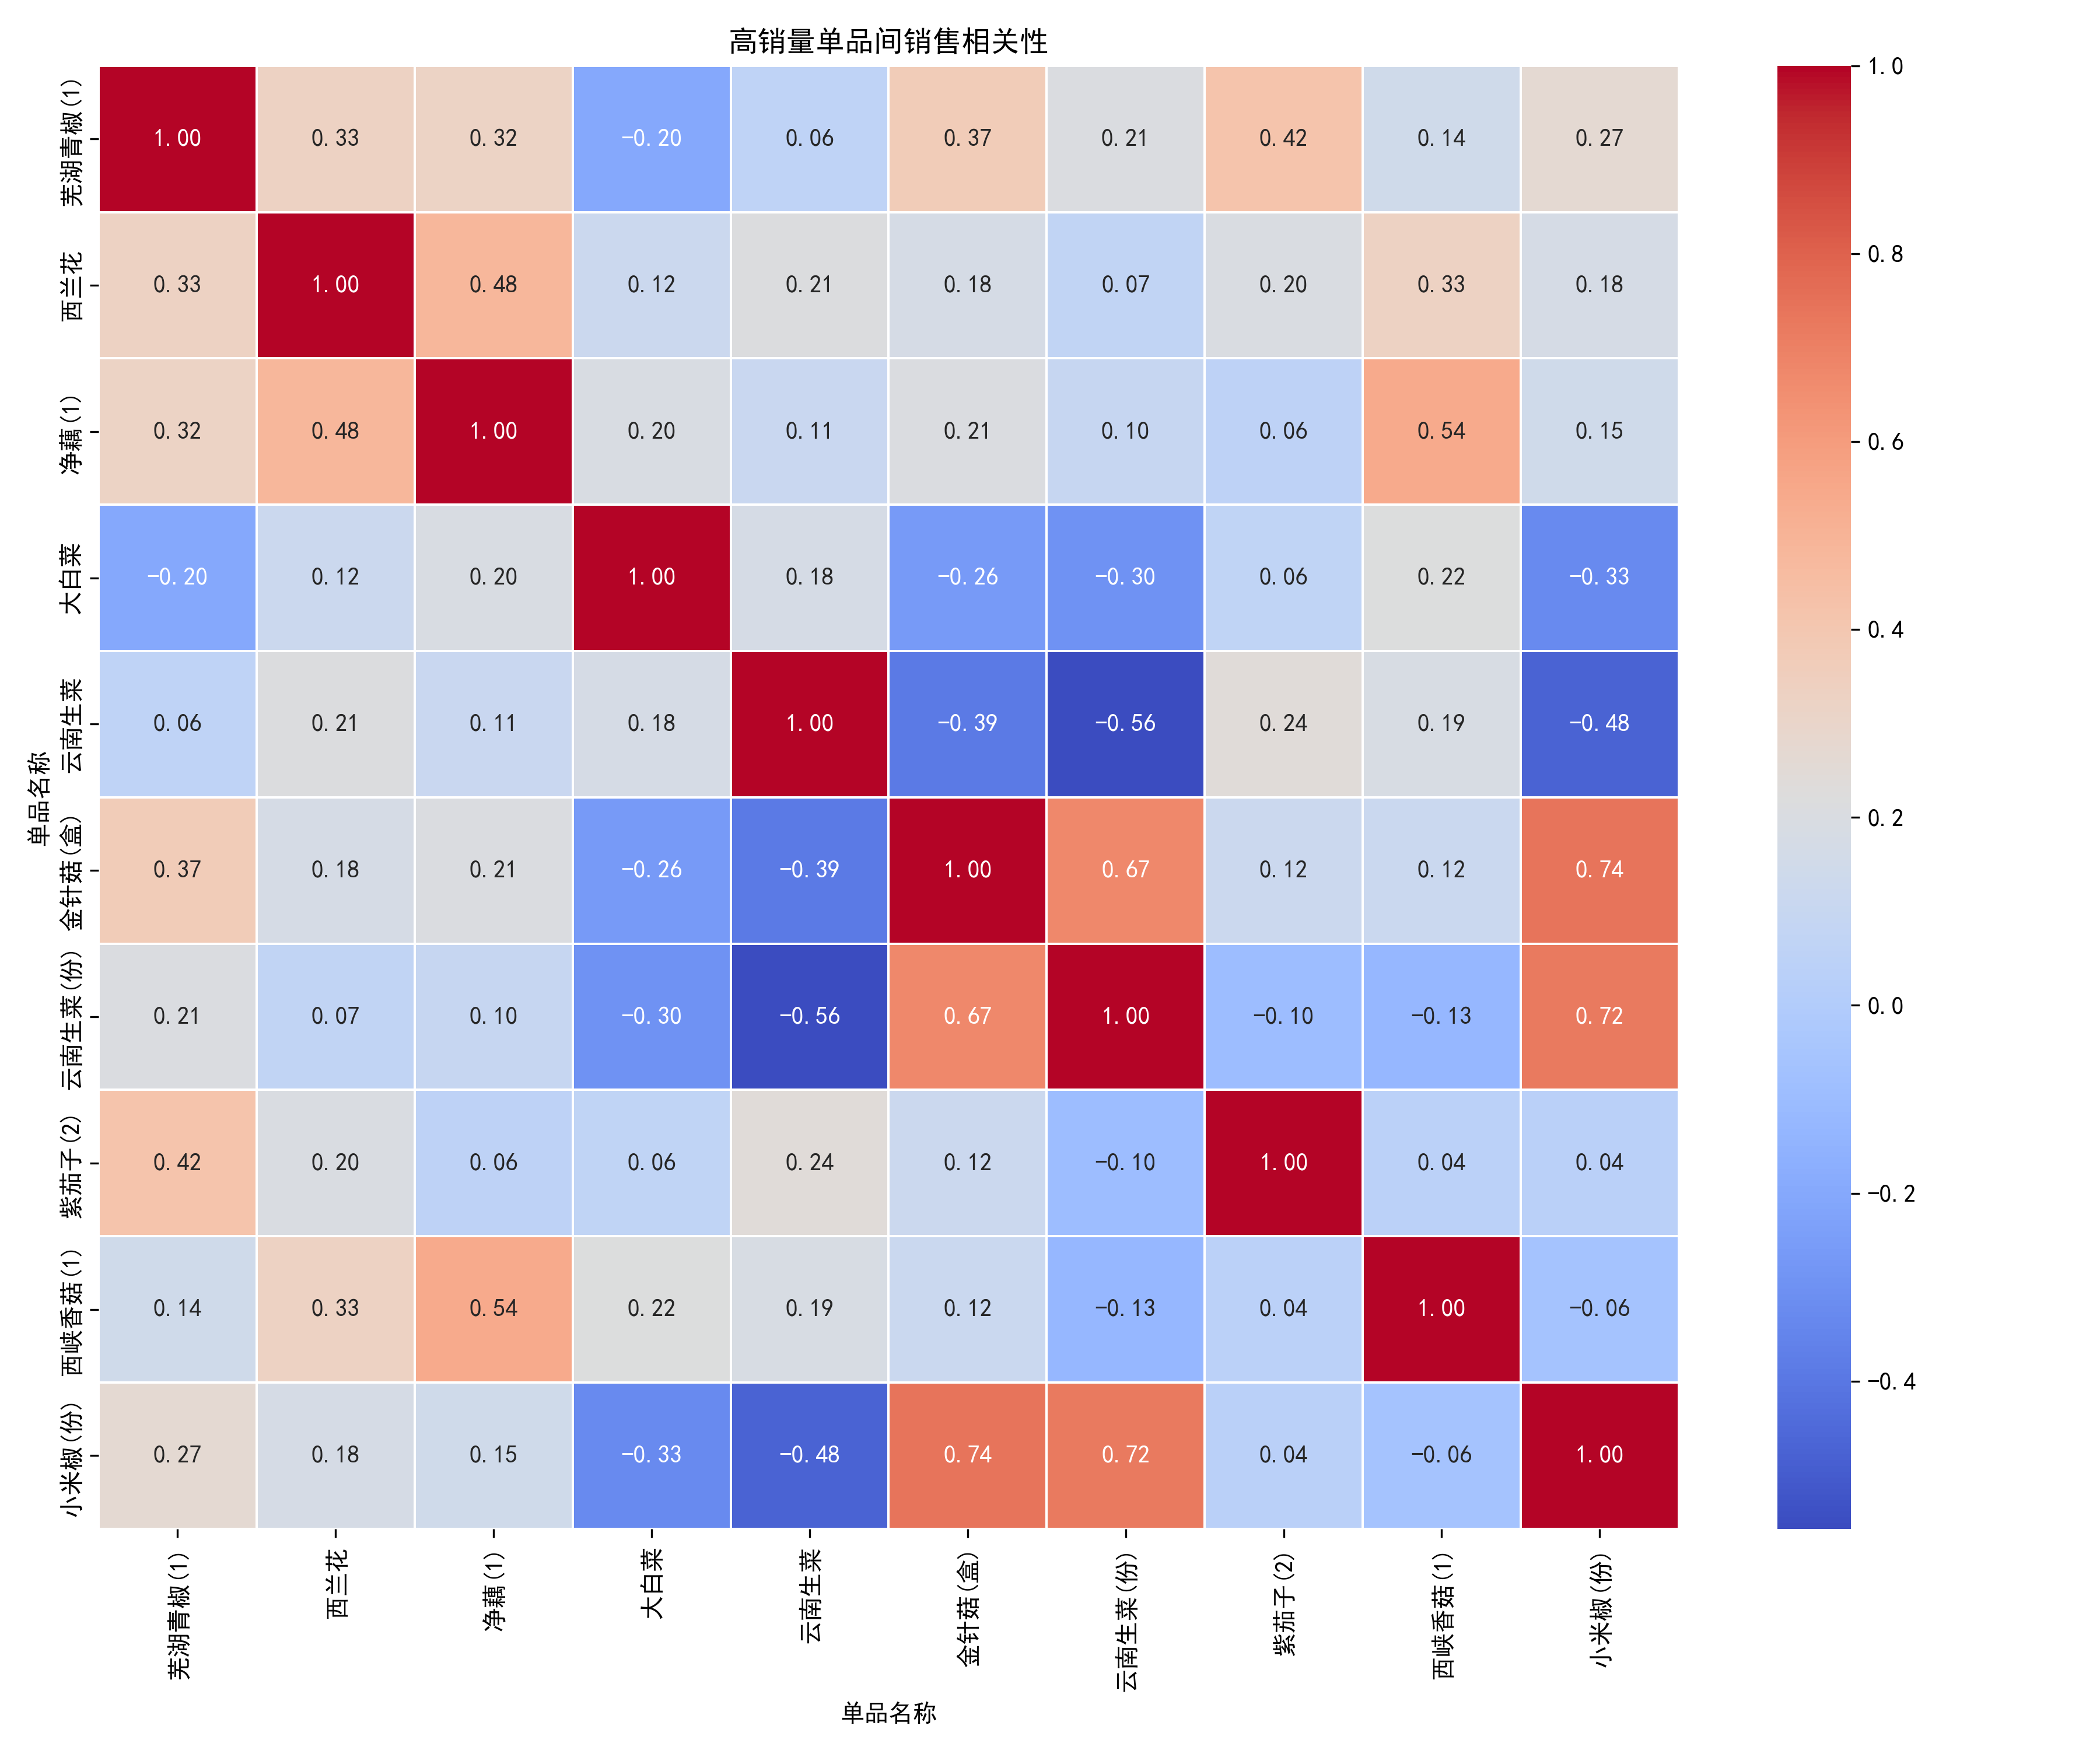 高销量单品间销售相关性
单品名称
芜湖青椒(1) 1.00 0.33 0.32 -0.20 0.06 0.37 0.21 0.42 0.14 0.27
西兰花 0.33 1.00 0.48 0.12 0.21 0.18 0.07 0.20 0.33 0.18
净藕(1) 0.32 0.48 1.00 0.20 0.11 0.21 0.10 0.06 0.54 0.15
大白菜 -0.20 0.12 0.20 1.00 0.18 -0.26 -0.30 0.06 0.22 -0.33
云南生菜 0.06 0.21 0.11 0.18 1.00 -0.39 -0.56 0.24 0.19 -0.48
金针菇(盒) 0.37 0.18 0.21 -0.26 -0.39 1.00 0.67 0.12 0.12 0.74
云南生菜(份) 0.21 0.07 0.10 -0.30 -0.56 0.67 1.00 -0.10 -0.13 0.72
紫茄子(2) 0.42 0.20 0.06 0.06 0.24 0.12 -0.10 1.00 0.04 0.04
西峡香菇(1) 0.14 0.33 0.54 0.22 0.19 0.12 -0.13 0.04 1.00 -0.06
小米椒(份) 0.27 0.18 0.15 -0.33 -0.48 0.74 0.72 0.04 -0.06 1.00
芜湖青椒(1) 西兰花 净藕(1) 大白菜 云南生菜 金针菇(盒) 云南生菜(份) 紫茄子(2) 西峡香菇(1) 小米椒(份)
单品名称
1.0
0.8
0.6
0.4
0.2
0.0
-0.2
-0.4